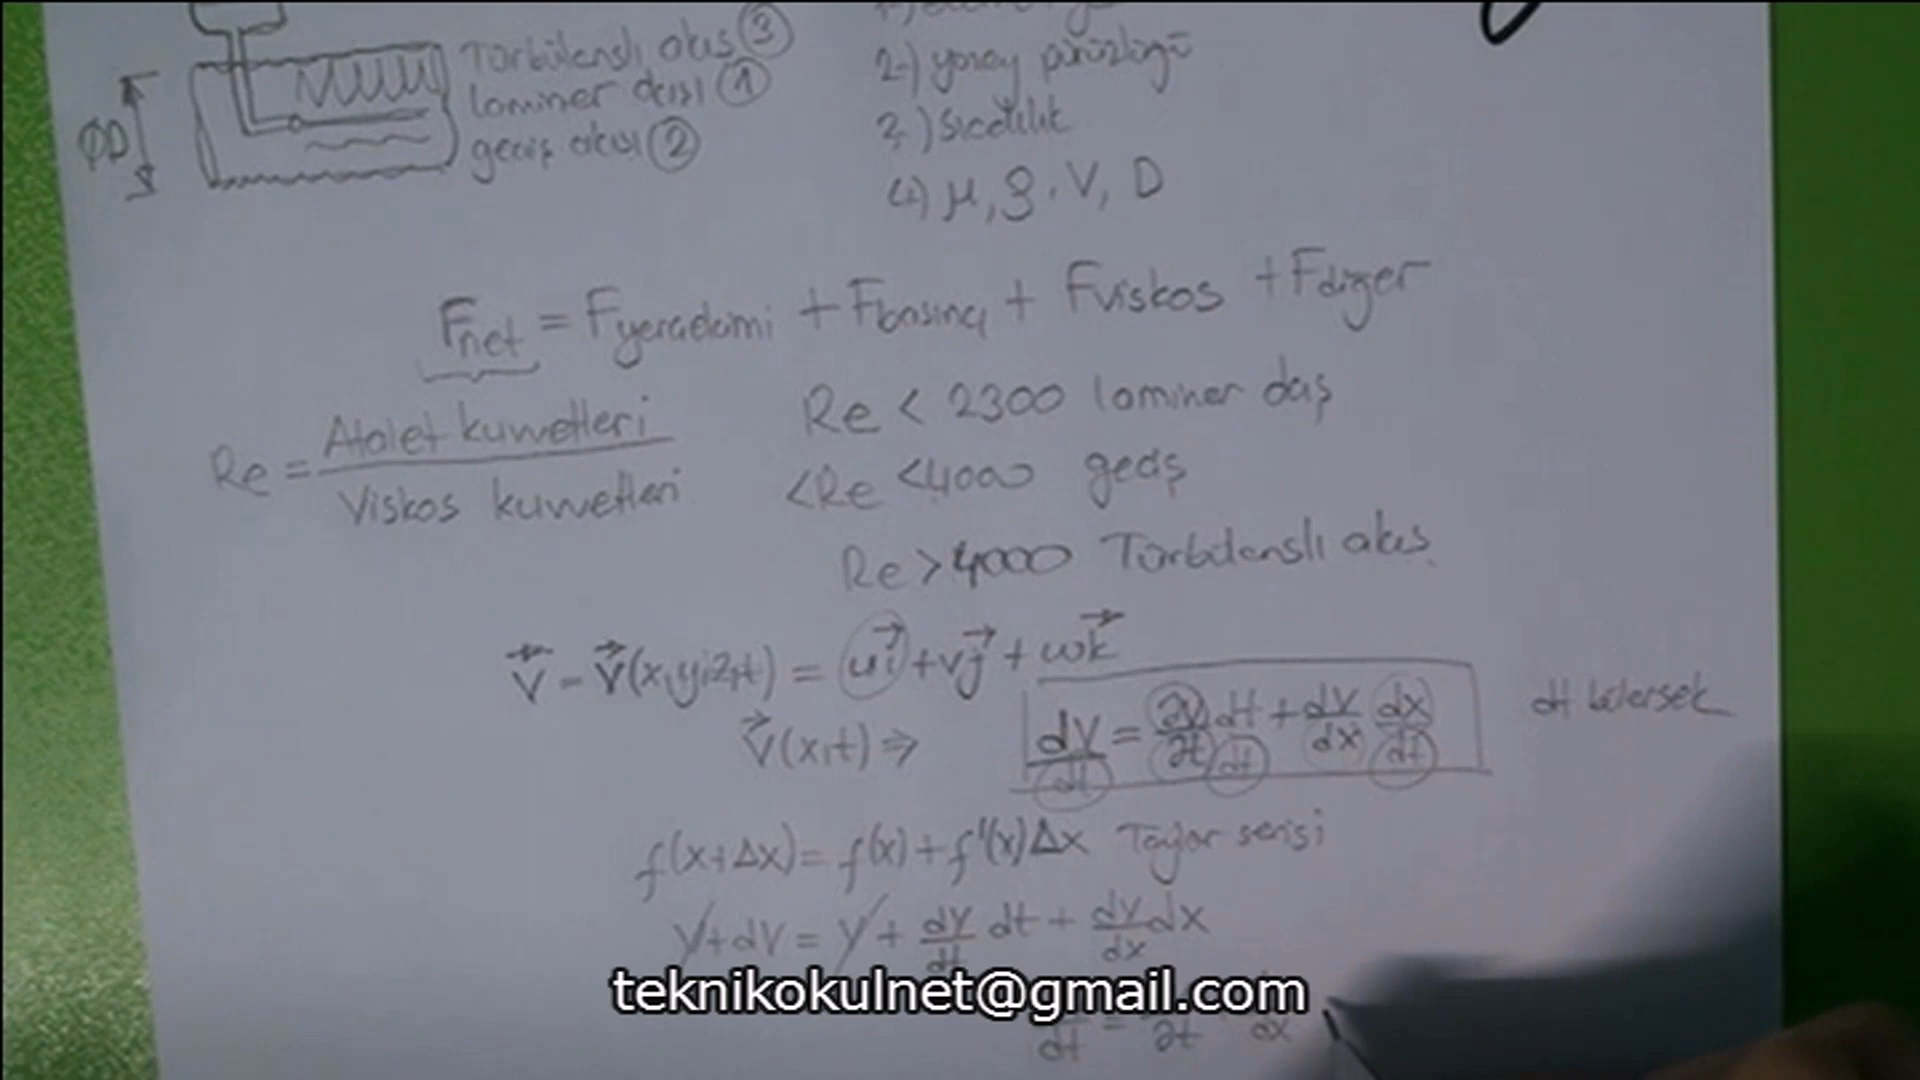 Türbülanslı akış ③
laminer akışı ①
geçiş akışı ②
ØD
2-) yüzey pürüzlüğü
3-) sıcaklık
4) μ, ρ, V, D
Fnet = Fyerçekimi + Fbasınç + Fviskos + Fdiğer
Re = Atalet kuvvetleri / Viskos kuvvetleri
Re < 2300 laminer akış
<Re <4000 geçiş
Re > 4000 Türbülanslı akış.
V⃗ = V⃗(x,y,z,t) = ui⃗ + vj⃗ + wk⃗
V⃗(x,t) ⇒ dV/dt = ∂V/∂t dt/dt + dV/dx dx/dt
dt bölersek
f(x+Δx) = f(x) + f'(x)Δx Taylor serisi
V + dV = V + dV/dt dt + dV/dx dx
teknikokulnet@gmail.com